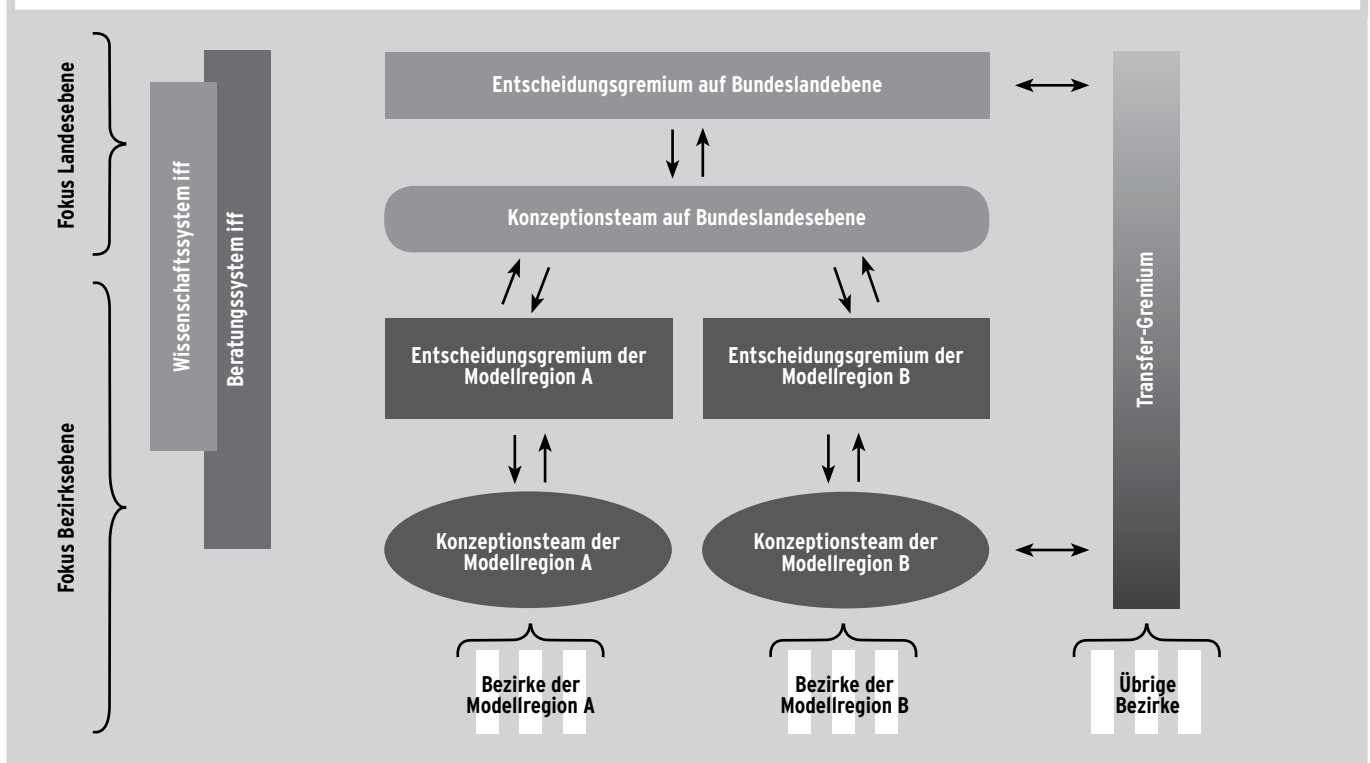 Fokus Landesebene
Wissenschaftssystem iff
Beratungssystem iff
Entscheidungsgremium auf Bundeslandebene
Konzeptionsteam auf Bundeslandesebene
Transfer-Gremium
Fokus Bezirksebene
Entscheidungsgremium der
Modellregion A
Entscheidungsgremium der
Modellregion B
Konzeptionsteam der
Modellregion A
Konzeptionsteam der
Modellregion B
Bezirke der
Modellregion A
Bezirke der
Modellregion B
Übrige
Bezirke